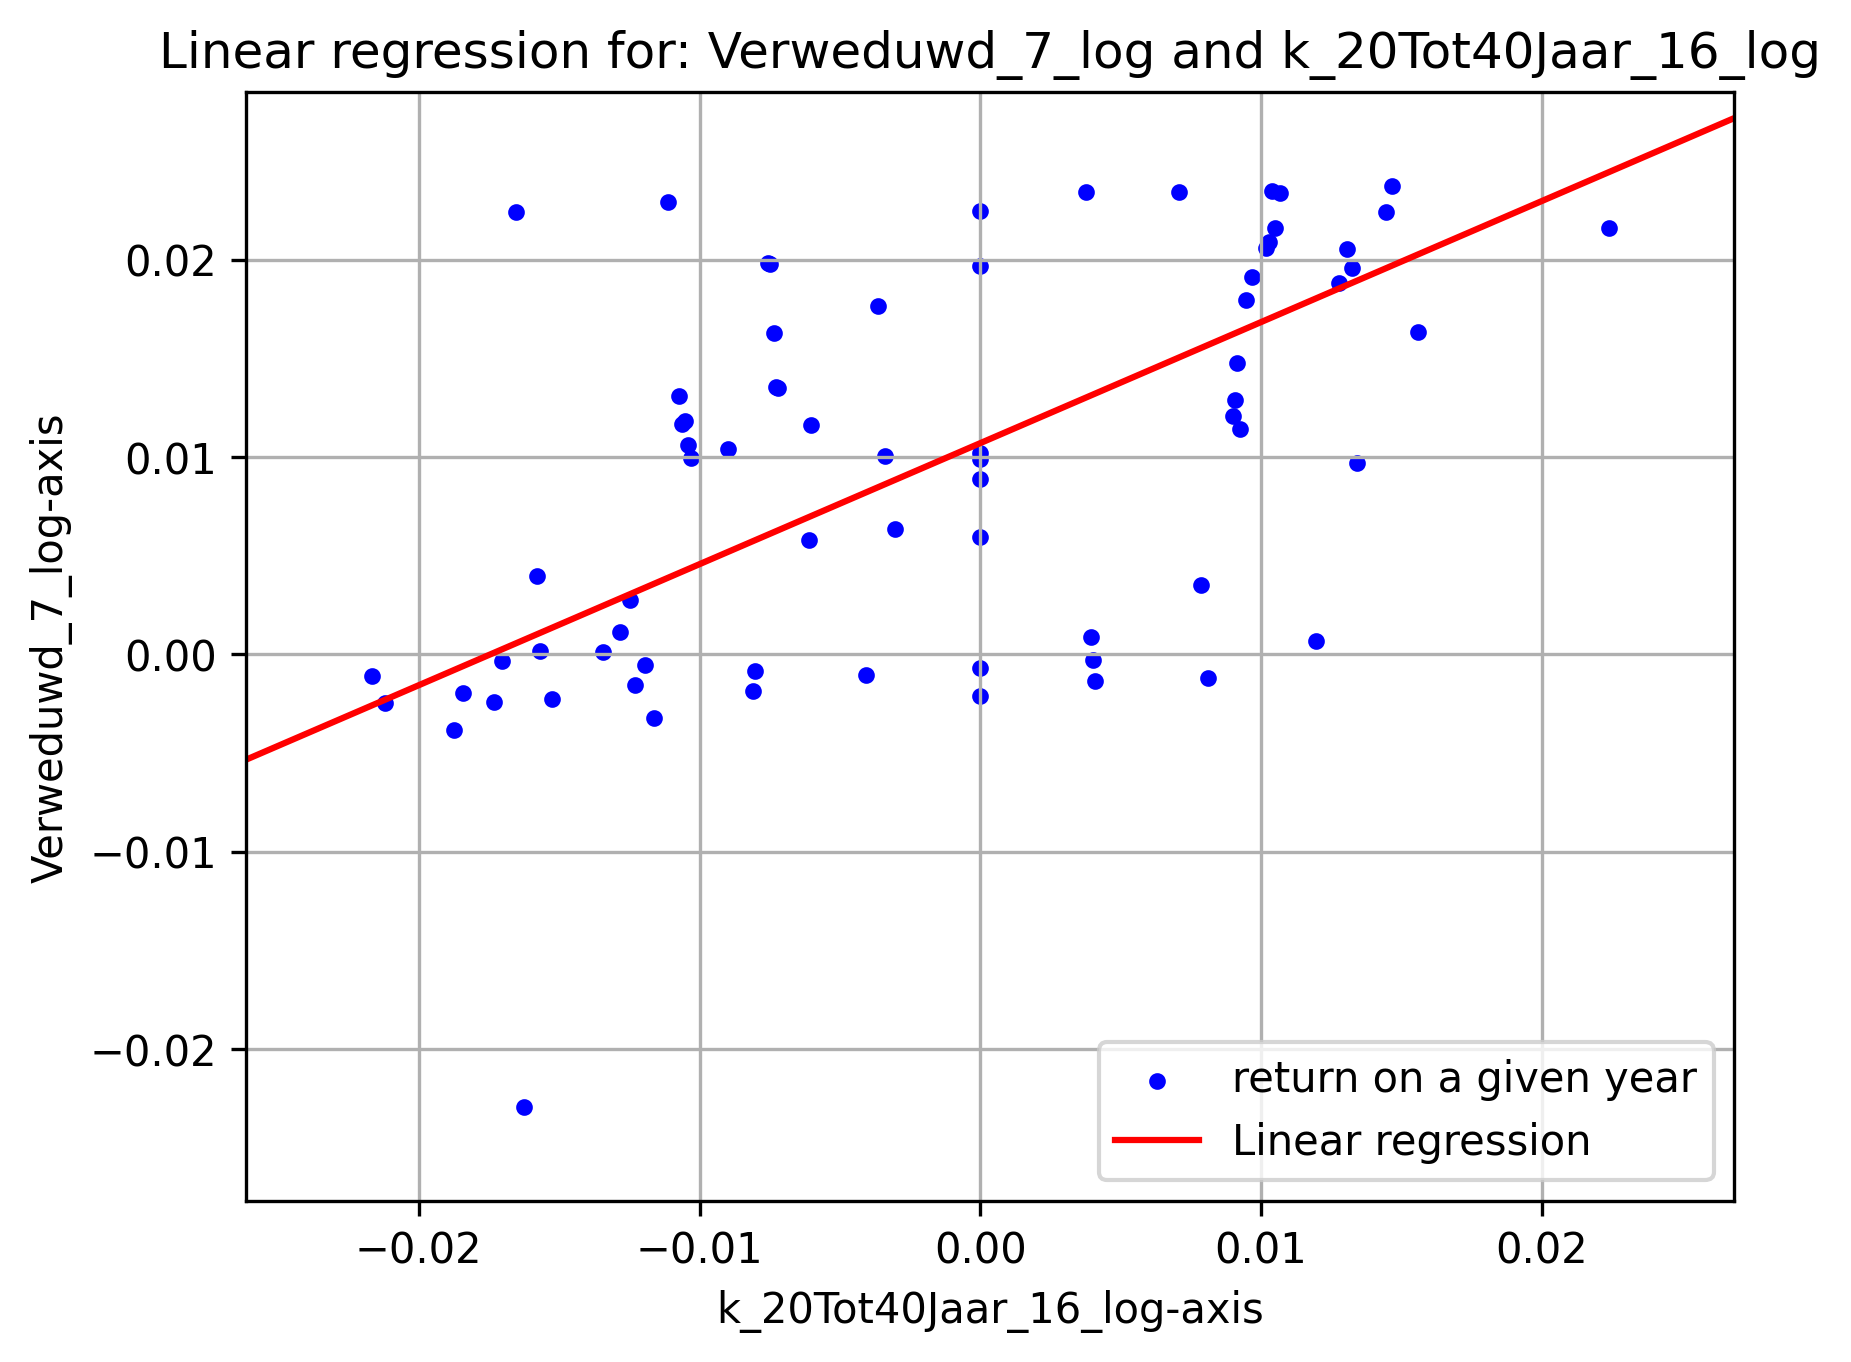 Linear regression for: Verweduwd_7_log and k_20Tot40Jaar_16_log
Verweduwd_7_log-axis
0.02
0.01
0.00
−0.01
−0.02
return on a given year
Linear regression
−0.02 −0.01 0.00 0.01 0.02
k_20Tot40Jaar_16_log-axis